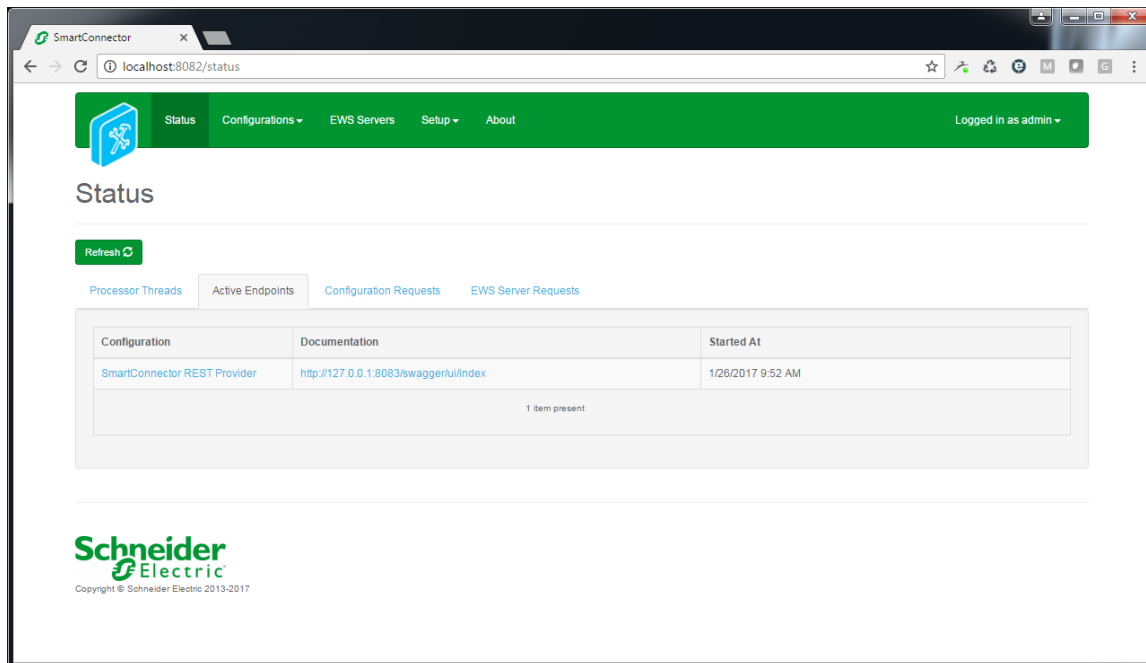 SmartConnector
localhost:8082/status
Status Configurations EWS Servers Setup About Logged in as admin
Status
Refresh
Processor Threads Active Endpoints Configuration Requests EWS Server Requests
Configuration Documentation Started At
SmartConnector REST Provider http://127.0.0.1:8083/swagger/ui/index 1/26/2017 9:52 AM
1 item present
Schneider
Electric
Copyright © Schneider Electric 2013-2017